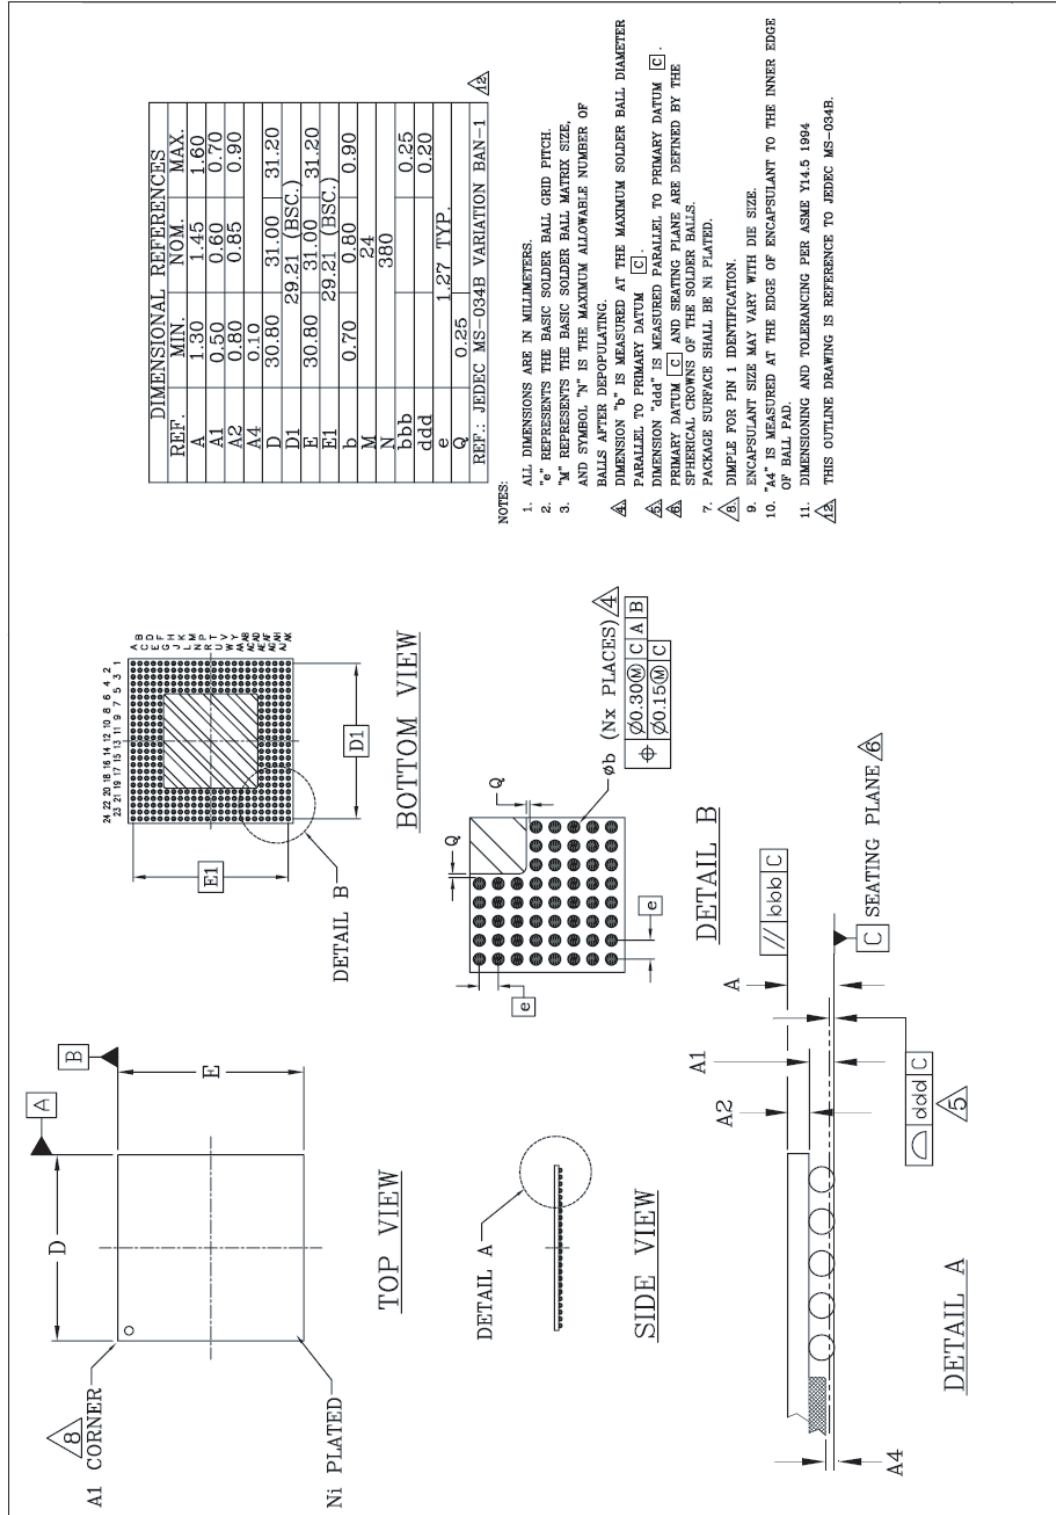 DIMENSIONAL REFERENCES
REF. MIN. NOM. MAX.
A 1.30 1.45 1.60
A1 0.50 0.60 0.70
A2 0.80 0.85 0.90
A4 0.10
D 30.80 31.00 31.20
D1 29.21 (BSC.)
E 30.80 31.00 31.20
E1 29.21 (BSC.)
b 0.70 0.80 0.90
M 24
N 380
bbb 0.25
ddd 0.20
e 1.27 TYP.
Q 0.25
REF.: JEDEC MS-034B VARIATION BAN-1 12
NOTES:
1. ALL DIMENSIONS ARE IN MILLIMETERS.
2. "e" REPRESENTS THE BASIC SOLDER BALL GRID PITCH.
3. "M" REPRESENTS THE BASIC SOLDER BALL MATRIX SIZE,
AND SYMBOL "N" IS THE MAXIMUM ALLOWABLE NUMBER OF
BALLS AFTER DEPOPULATING.
4. DIMENSION "b" IS MEASURED AT THE MAXIMUM SOLDER BALL DIAMETER
PARALLEL TO PRIMARY DATUM C.
5. DIMENSION "ddd" IS MEASURED PARALLEL TO PRIMARY DATUM C.
6. PRIMARY DATUM C AND SEATING PLANE ARE DEFINED BY THE
SPHERICAL CROWNS OF THE SOLDER BALLS.
7. PACKAGE SURFACE SHALL BE Ni PLATED.
8. DIMPLE FOR PIN 1 IDENTIFICATION.
9. ENCAPSULANT SIZE MAY VARY WITH DIE SIZE.
10. "A4" IS MEASURED AT THE EDGE OF ENCAPSULANT TO THE INNER EDGE
OF BALL PAD.
11. DIMENSIONING AND TOLERANCING PER ASME Y14.5 1994
12. THIS OUTLINE DRAWING IS REFERENCE TO JEDEC MS-034B.
8
A1 CORNER
D
A
B
E
Ni PLATED
TOP VIEW
24 22 20 18 16 14 12 10 8 6 4 2
23 21 19 17 15 13 11 9 7 5 3 1
A
B
C
D
E
F
G
H
J
K
L
M
N
P
R
T
U
V
W
Y
AA
AB
AC
AD
AE
AF
AG
AH
AJ
AK
E1
D1
DETAIL B
BOTTOM VIEW
DETAIL A
SIDE VIEW
Q
Q
e
e
øb (Nx PLACES) 4
⌖ Ø0.30Ⓜ C A B
Ø0.15Ⓜ C
DETAIL B
A4
A2
A1
A
// bbb C
C SEATING PLANE 6
⌓ ddd C
5
DETAIL A